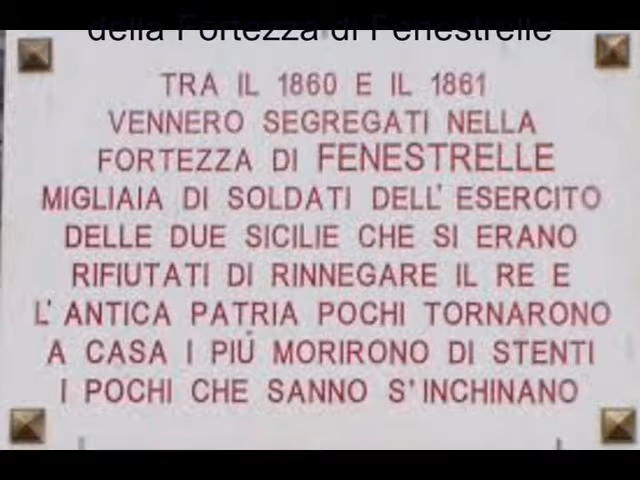 della Fortezza di Fenestrelle
TRA IL 1860 E IL 1861
VENNERO SEGREGATI NELLA
FORTEZZA DI FENESTRELLE
MIGLIAIA DI SOLDATI DELL'ESERCITO
DELLE DUE SICILIE CHE SI ERANO
RIFIUTATI DI RINNEGARE IL RE E
L'ANTICA PATRIA POCHI TORNARONO
A CASA I PIÚ MORIRONO DI STENTI
I POCHI CHE SANNO S'INCHINANO